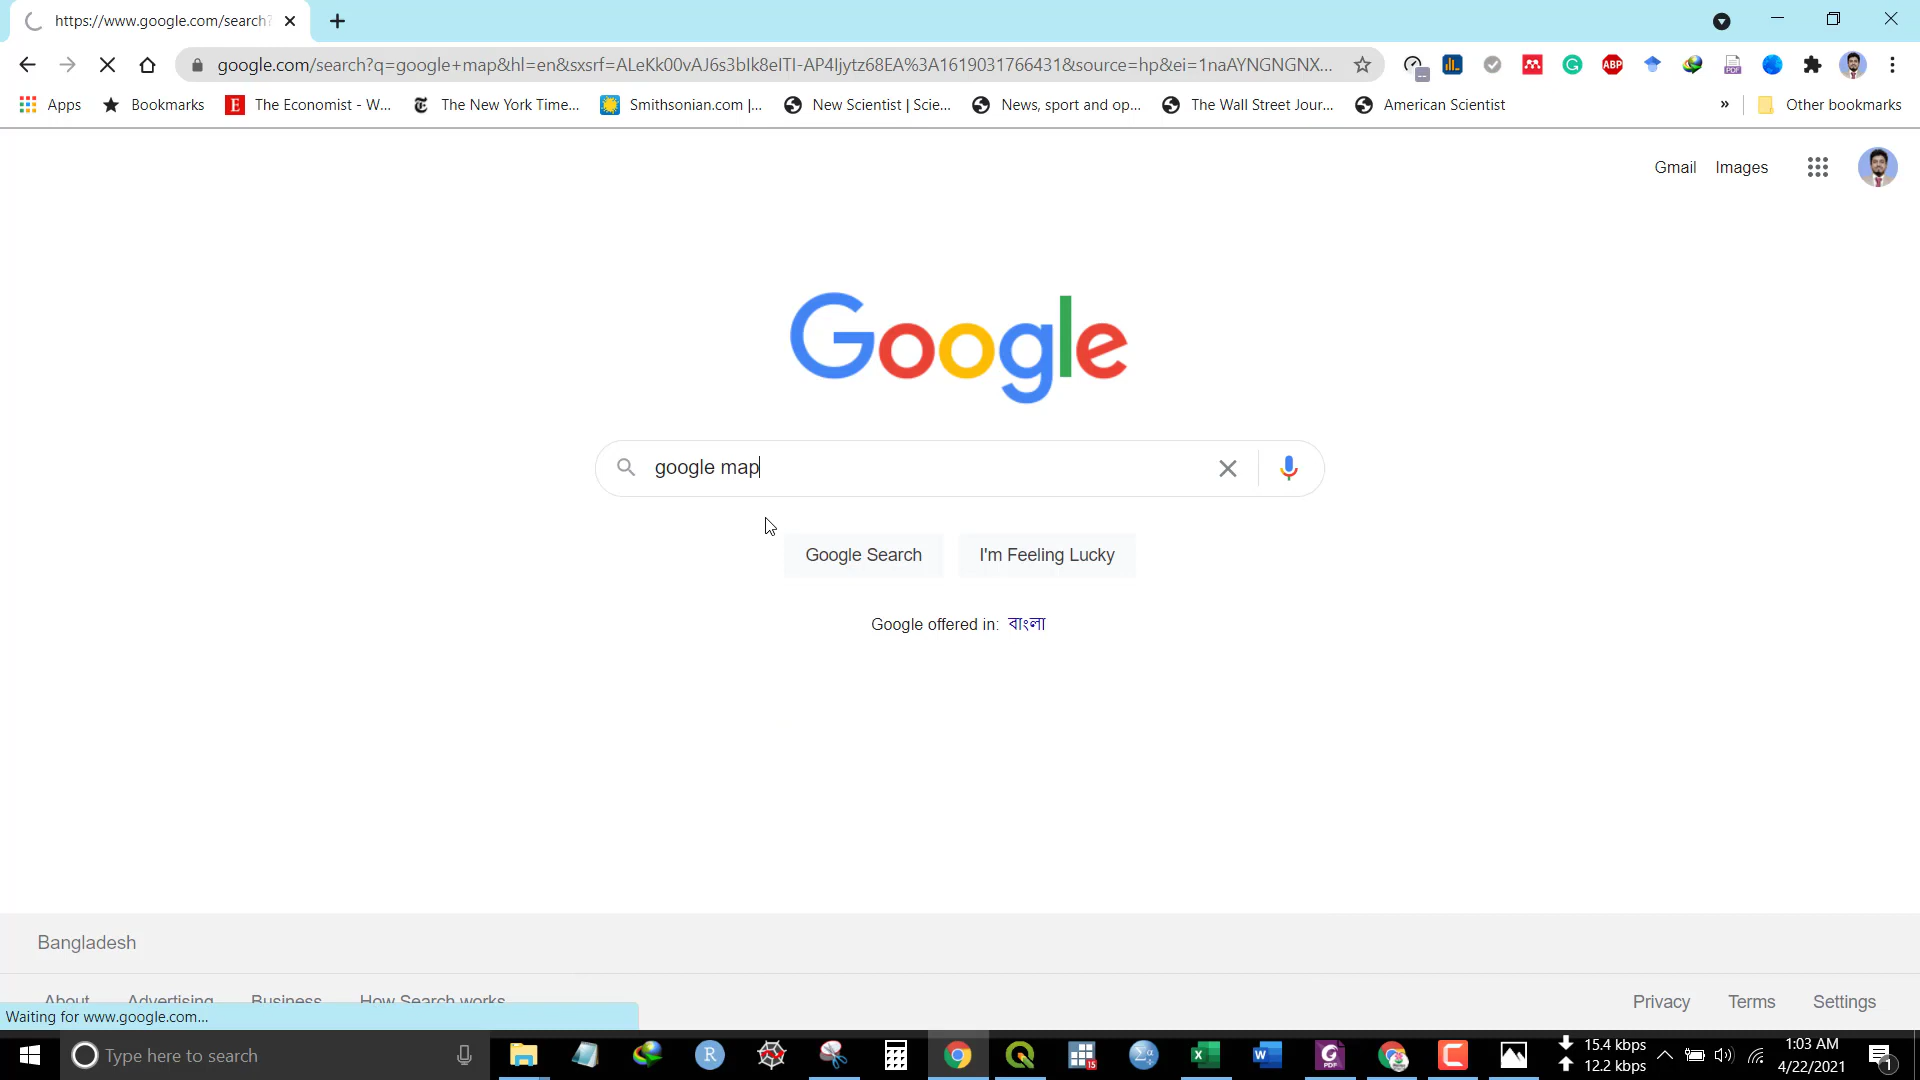 https://www.google.com/search?
google.com/search?q=google+map&hl=en&sxsrf=ALeKk00vAJ6s3bIk8eITI-AP4Ijytz68EA%3A1619031766431&source=hp&ei=1naAYNGNGNX...
ABP
PDF
Apps Bookmarks The Economist - W... The New York Time... Smithsonian.com |... New Scientist | Scie... News, sport and op... The Wall Street Jour... American Scientist » Other bookmarks
Gmail Images
Google
google map
Google Search I'm Feeling Lucky
Google offered in: বাংলা
Bangladesh
About Advertising Business How Search works Privacy Terms Settings
Waiting for www.google.com...
Type here to search
15.4 kbps
12.2 kbps
1:03 AM
4/22/2021
1